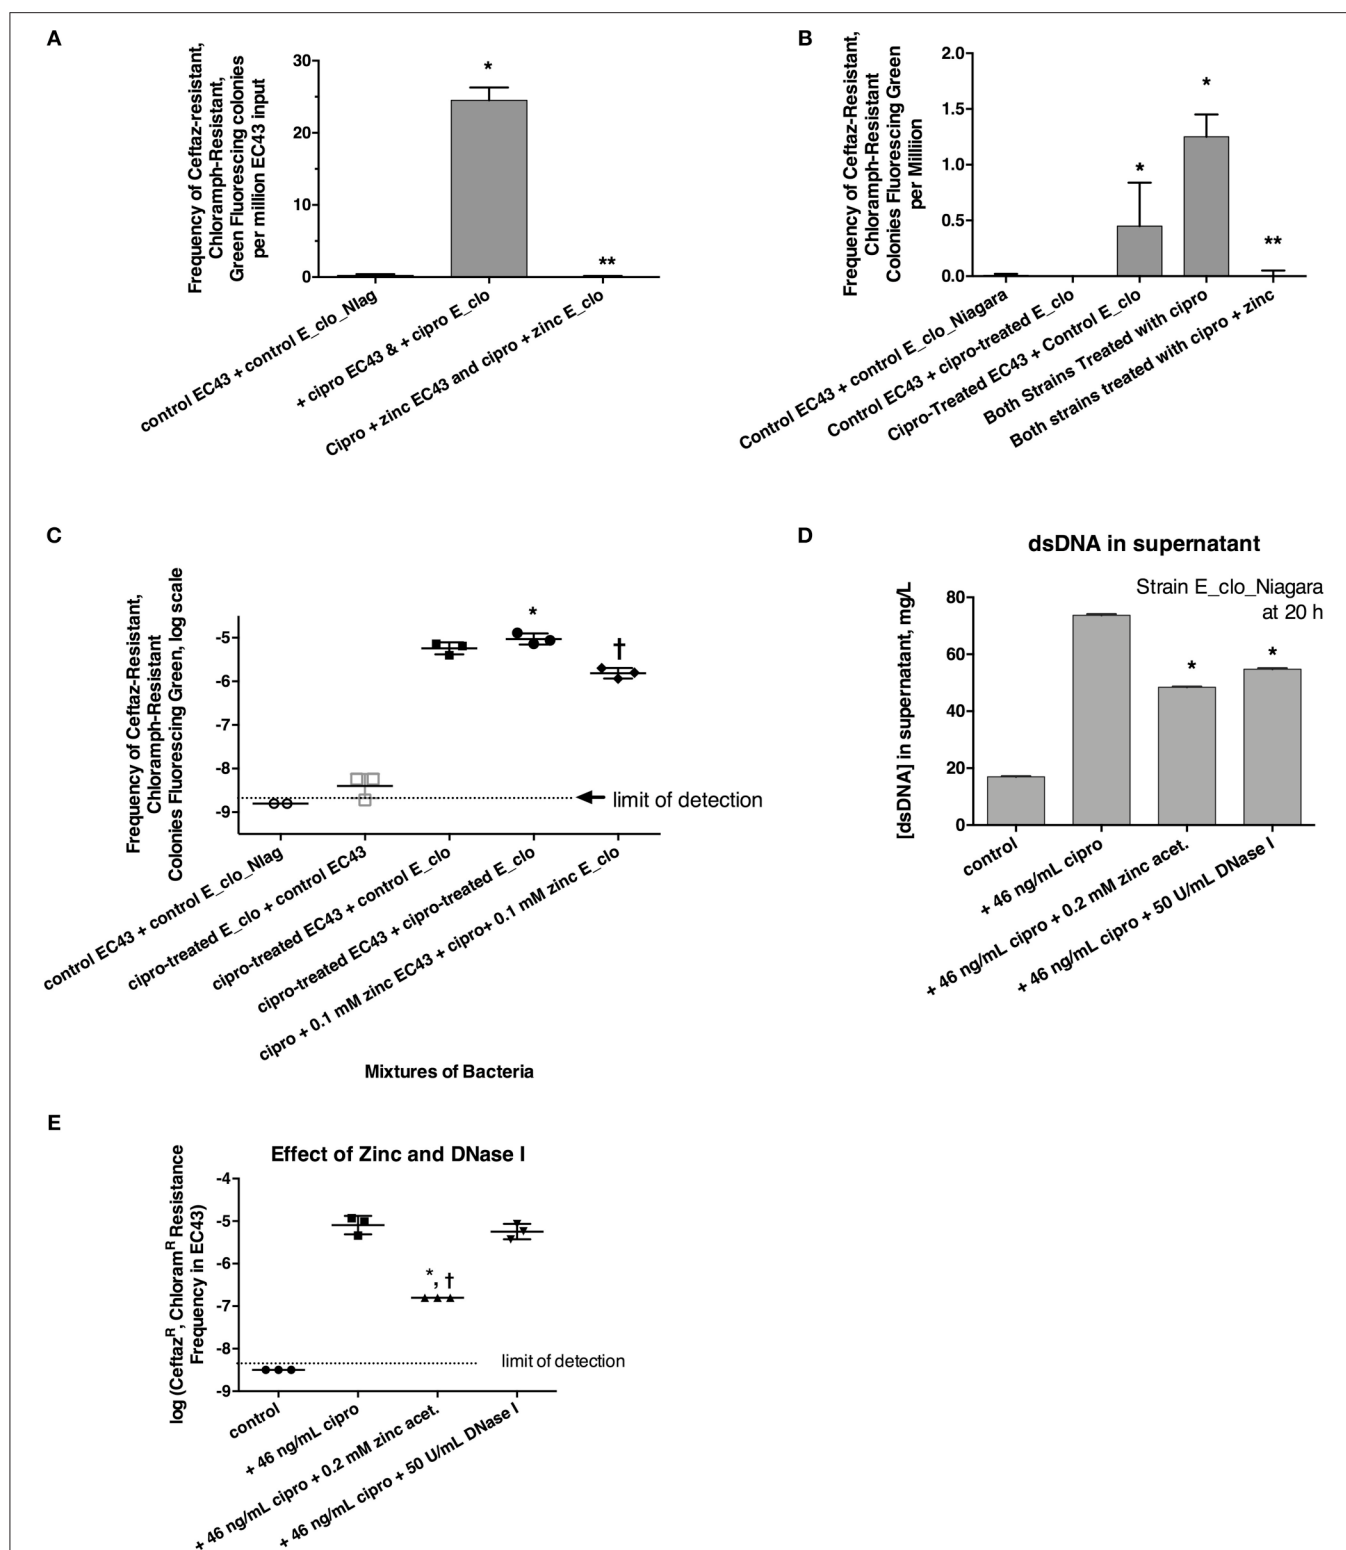 A
Frequency of Ceftaz-resistant,
Chloramph-Resistant,
Green Fluorescing colonies
per million EC43 input
30
20
10
0
*
**
control EC43 + control E_clo_NIag
+ cipro EC43 & + cipro E_clo
Cipro + zinc EC43 and cipro + zinc E_clo
B
Frequency of Ceftaz-Resistant,
Chloramph-Resistant
Colonies Fluorescing Green
per Milliion
2.0
1.5
1.0
0.5
0.0
*
*
**
Control EC43 + control E_clo_Niagara
Control EC43 + cipro-treated E_clo
Cipro-Treated EC43 + Control E_clo
Both Strains Treated with cipro
Both strains treated with cipro + zinc
C
Frequency of Ceftaz-Resistant,
Chloramph-Resistant
Colonies Fluorescing Green, log scale
-5
-6
-7
-8
-9
*
†
limit of detection
control EC43 + control E_clo_NIag
cipro-treated E_clo + control EC43
cipro-treated EC43 + control E_clo
cipro-treated EC43 + cipro-treated E_clo
cipro + 0.1 mM zinc EC43 + cipro+ 0.1 mM zinc E_clo
Mixtures of Bacteria
D
dsDNA in supernatant
Strain E_clo_Niagara
at 20 h
[dsDNA] in supernatant, mg/L
80
60
40
20
0
*
*
control
+ 46 ng/mL cipro
+ 46 ng/mL cipro + 0.2 mM zinc acet.
+ 46 ng/mL cipro + 50 U/mL DNase I
E
Effect of Zinc and DNase I
log (Ceftazᴿ, Chloramᴿ Resistance
Frequency in EC43)
-4
-5
-6
-7
-8
-9
*, †
limit of detection
control
+ 46 ng/mL cipro
+ 46 ng/mL cipro + 0.2 mM zinc acet.
+ 46 ng/mL cipro + 50 U/mL DNase I